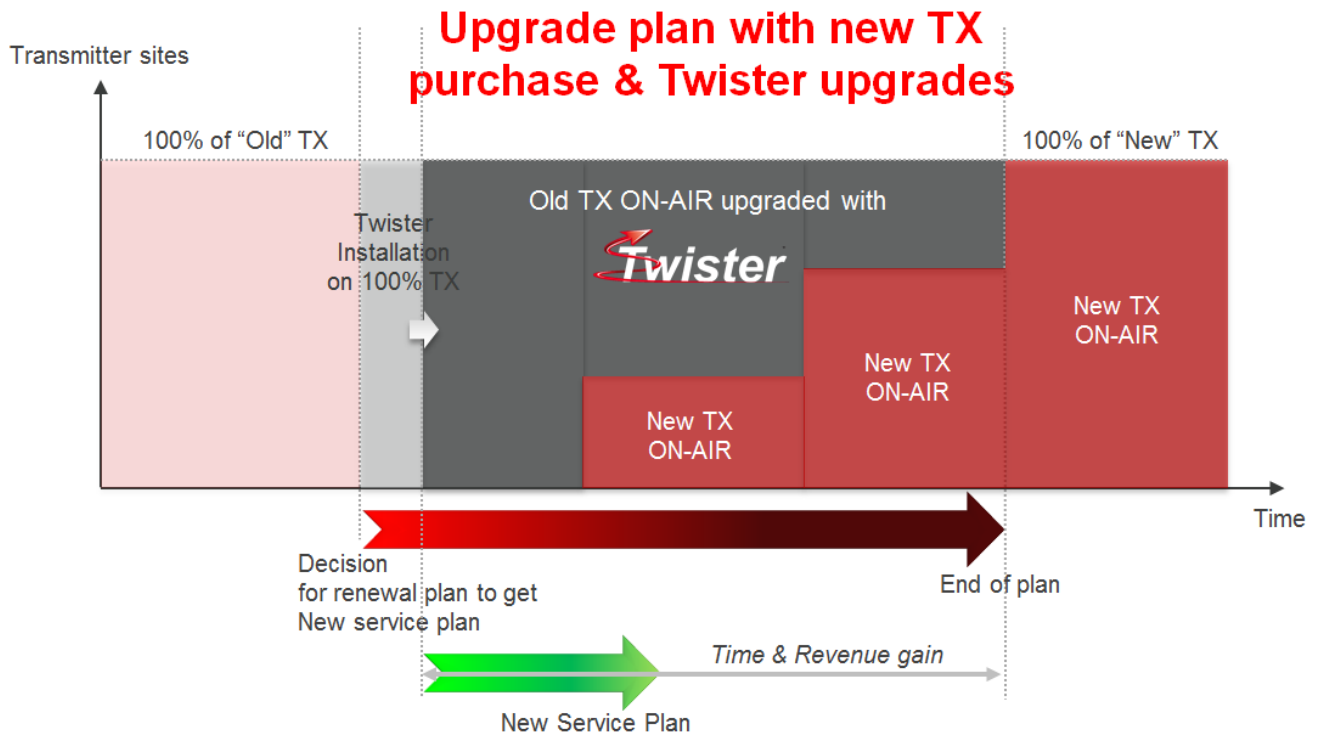 Upgrade plan with new TX
purchase & Twister upgrades
Transmitter sites
100% of “Old” TX
100% of “New” TX
Old TX ON-AIR upgraded with
Twister
Twister
Installation
on 100% TX
New TX
ON-AIR
New TX
ON-AIR
New TX
ON-AIR
Time
Decision
for renewal plan to get
New service plan
End of plan
Time & Revenue gain
New Service Plan